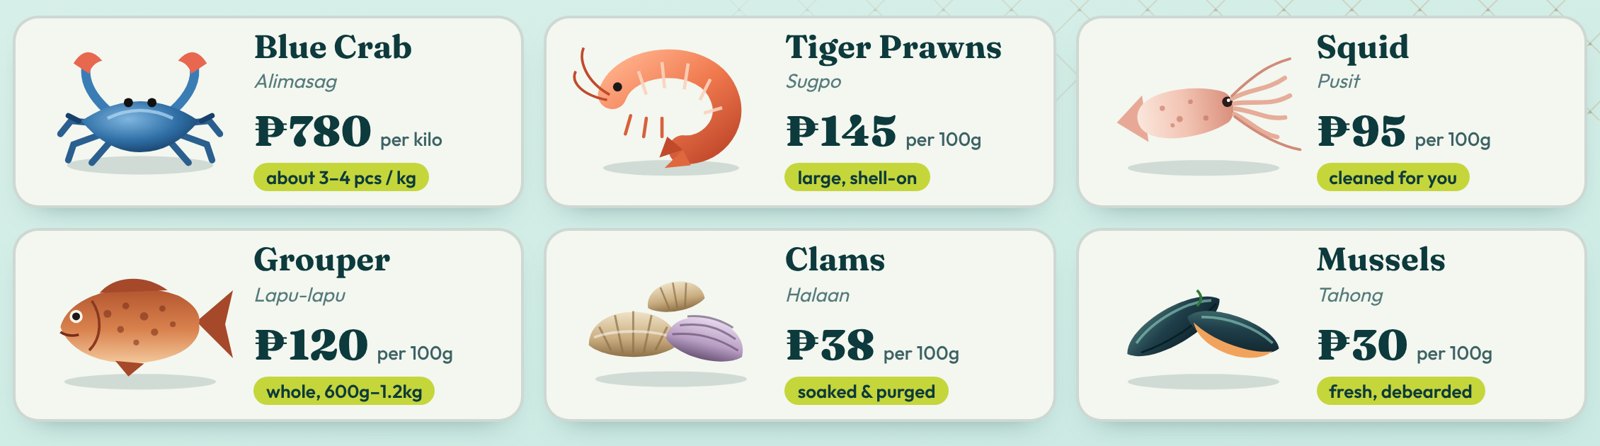 Blue Crab
Alimasag
₱780 per kilo
about 3–4 pcs / kg
Tiger Prawns
Sugpo
₱145 per 100g
large, shell-on
Squid
Pusit
₱95 per 100g
cleaned for you
Grouper
Lapu-lapu
₱120 per 100g
whole, 600g–1.2kg
Clams
Halaan
₱38 per 100g
soaked & purged
Mussels
Tahong
₱30 per 100g
fresh, debearded